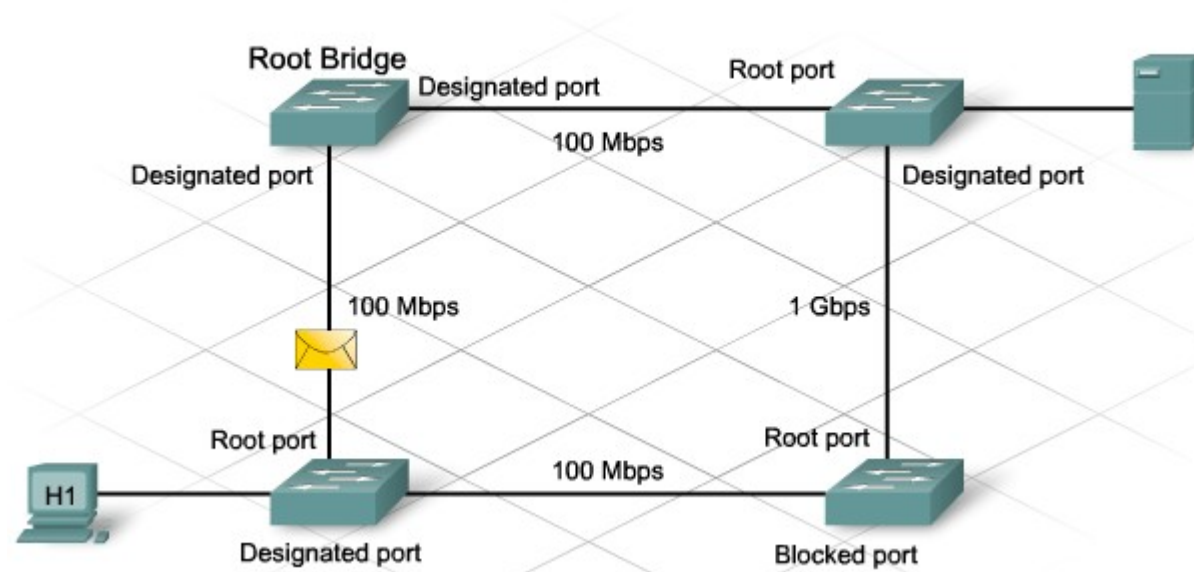 Root Bridge
Designated port
Root port
100 Mbps
Designated port
Designated port
100 Mbps
1 Gbps
Root port
Root port
100 Mbps
H1
Designated port
Blocked port